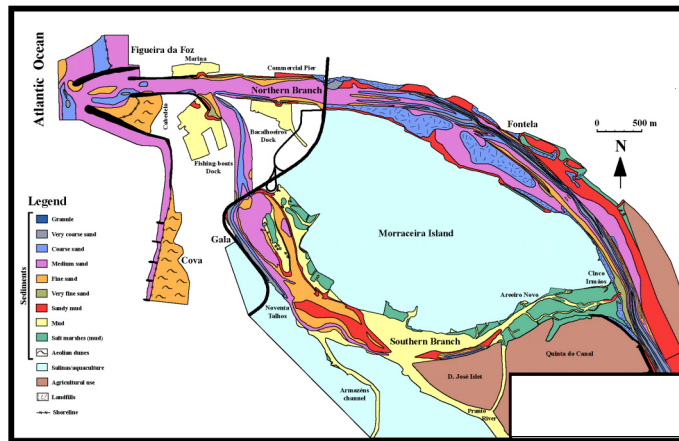 Atlantic Ocean
Figueira da Foz
Marina
Commercial Pier
Northern Branch
Cabedelo
Bacalhoeiros
Dock
Fishing-boats
Dock
Fontela
0 500 m
N
Morraceira Island
Gala
Cova
Cinco
Irmãos
Areeiro Novo
Noventa
Talhos
Southern Branch
Quinta do Canal
D. José Islet
Armazéns
channel
Pranto
River
Legend
Sediments
Granule
Very coarse sand
Coarse sand
Medium sand
Fine sand
Very fine sand
Sandy mud
Mud
Salt marshes (mud)
Aeolian dunes
Salinas/aquaculture
Agricultural use
Landfills
Shoreline